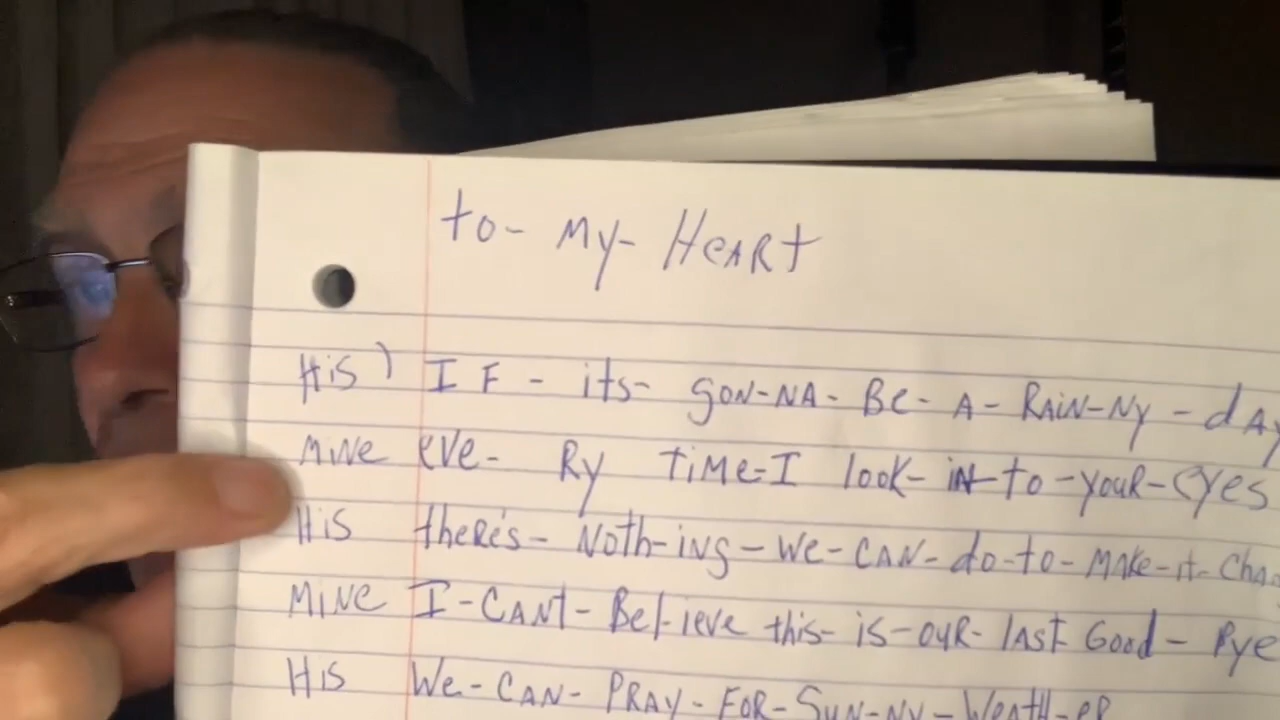 to- My- HeARt
His ) IF - its- gon-NA- Be- A- RAiN-Ny - dAy
MiNe eve- Ry TiMe-I look- iN-to-youR-eyes
His theRe's- Noth-iNg-We-CAN-do-to-MAKe-it-Cha
MiNe I-CANt-Bel-ieve this-is-ouR-lASt-Good-Bye
His We-CAN-PRAy-FoR-SuN-Ny-WeAth-eR